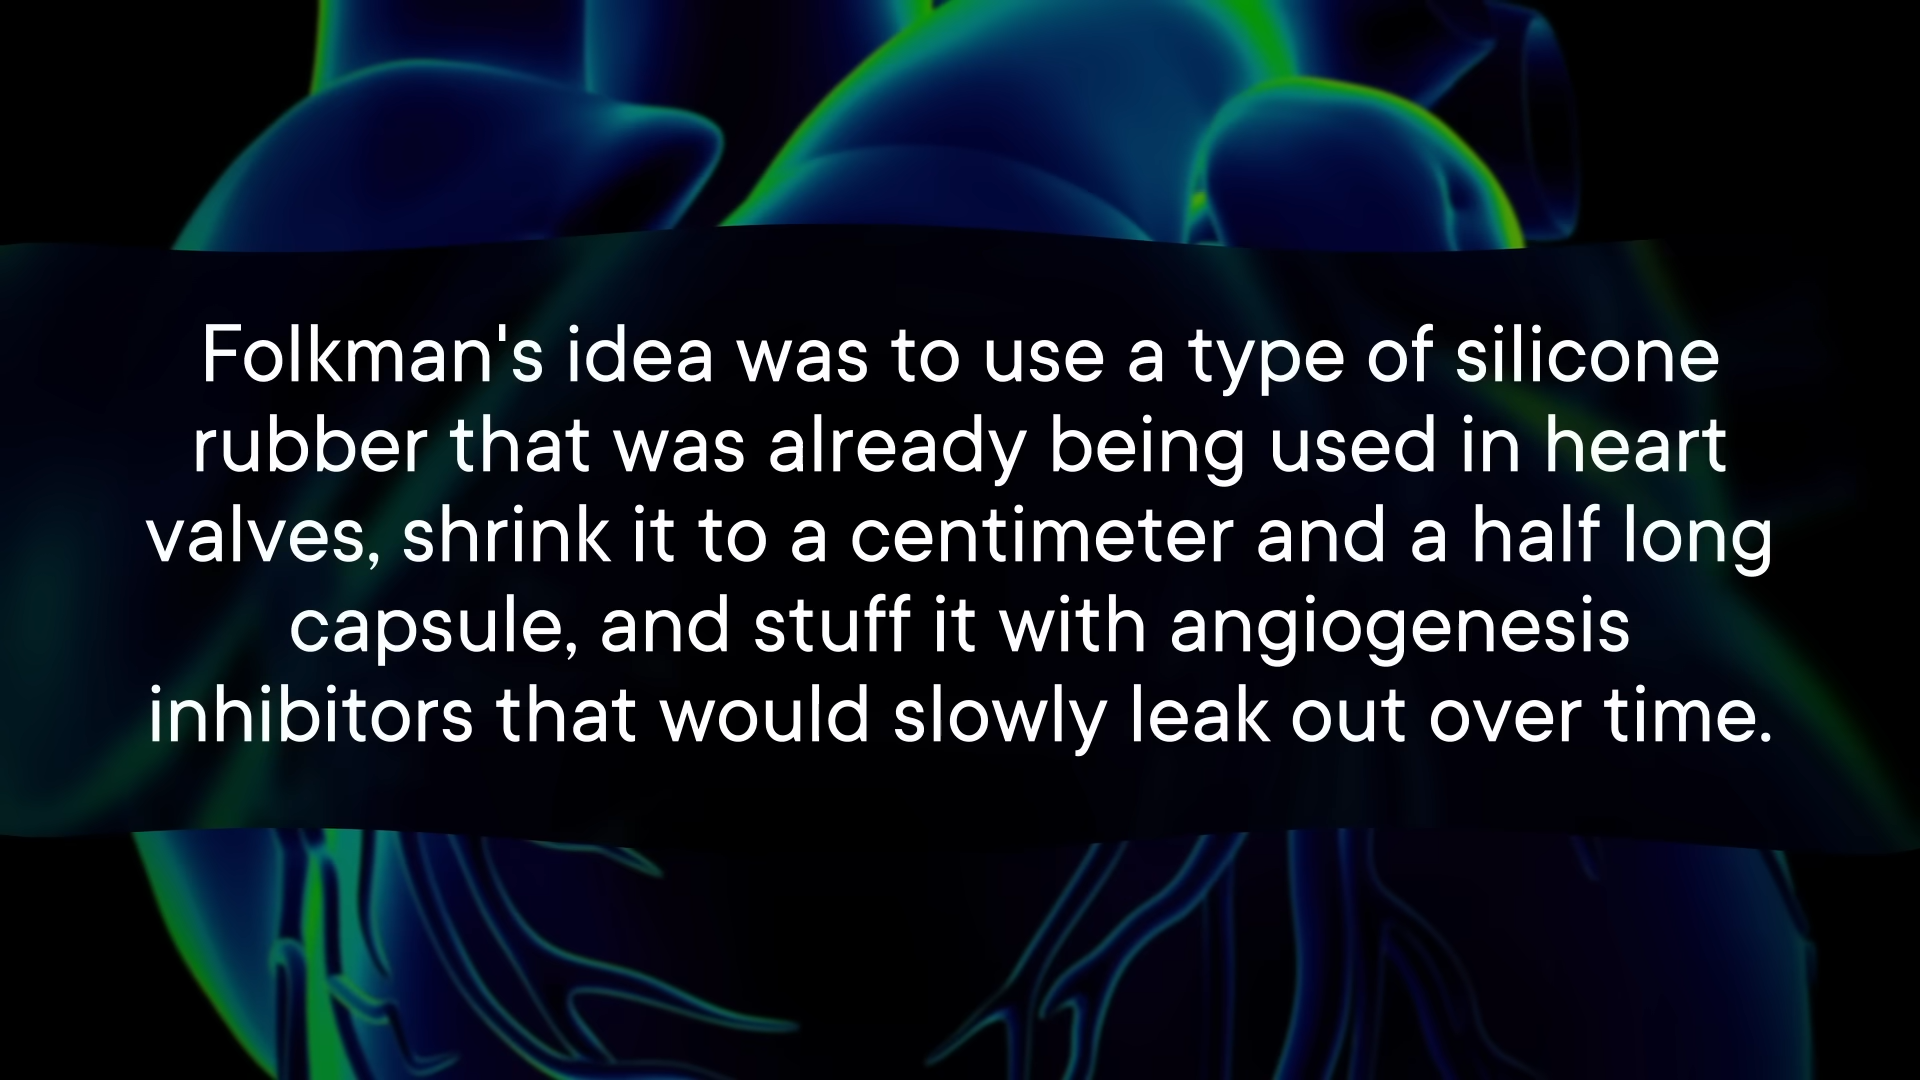 Folkman's idea was to use a type of silicone
rubber that was already being used in heart
valves, shrink it to a centimeter and a half long
capsule, and stuff it with angiogenesis
inhibitors that would slowly leak out over time.